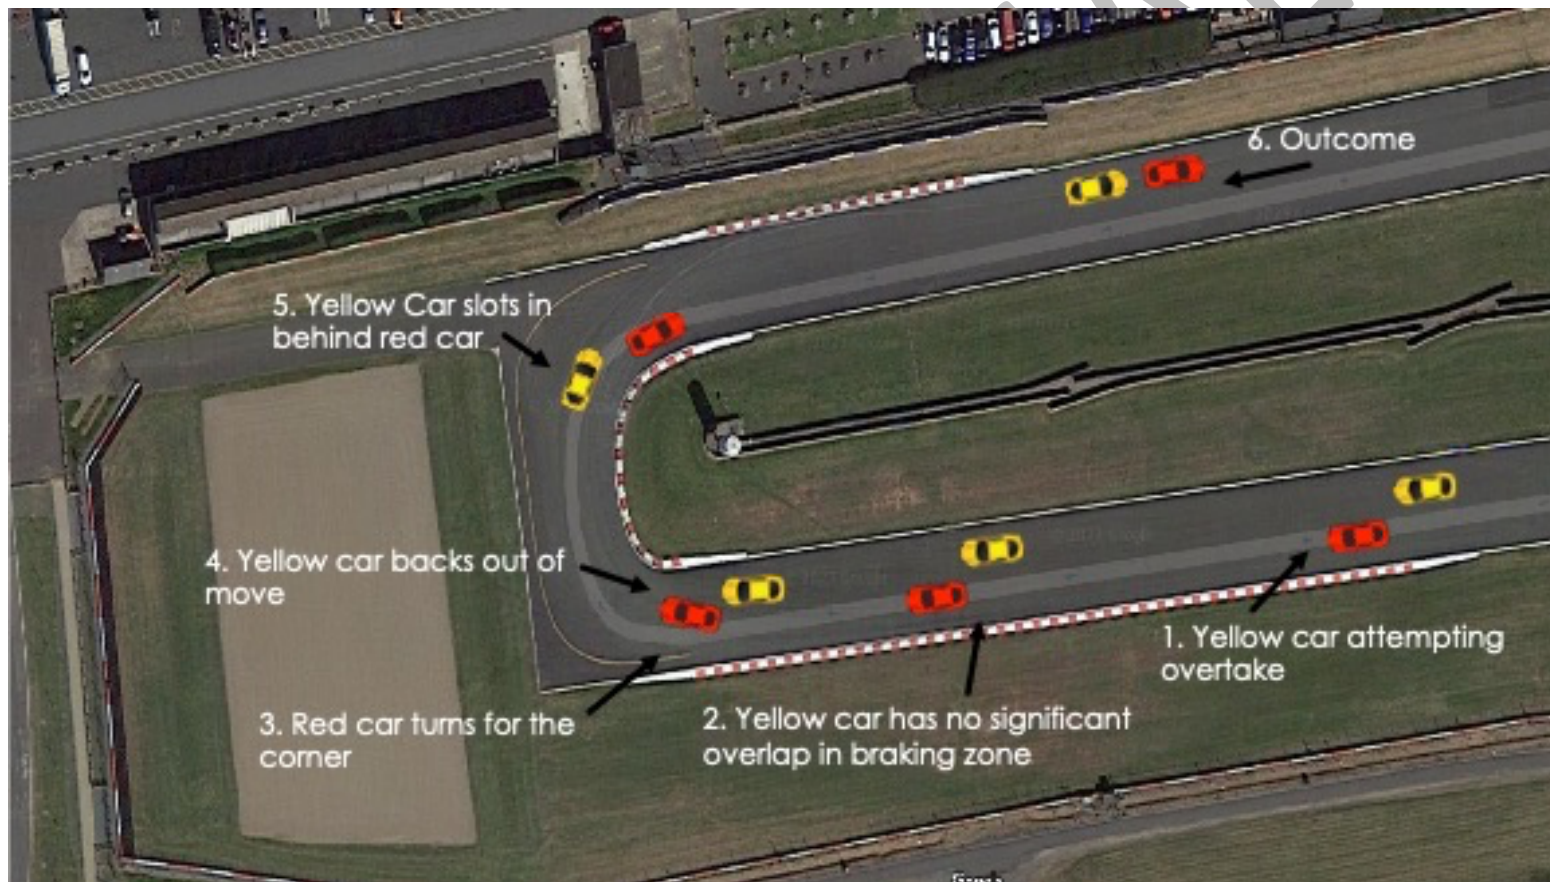 6. Outcome
5. Yellow Car slots in
behind red car
4. Yellow car backs out of
move
1. Yellow car attempting
overtake
3. Red car turns for the
corner
2. Yellow car has no significant
overlap in braking zone